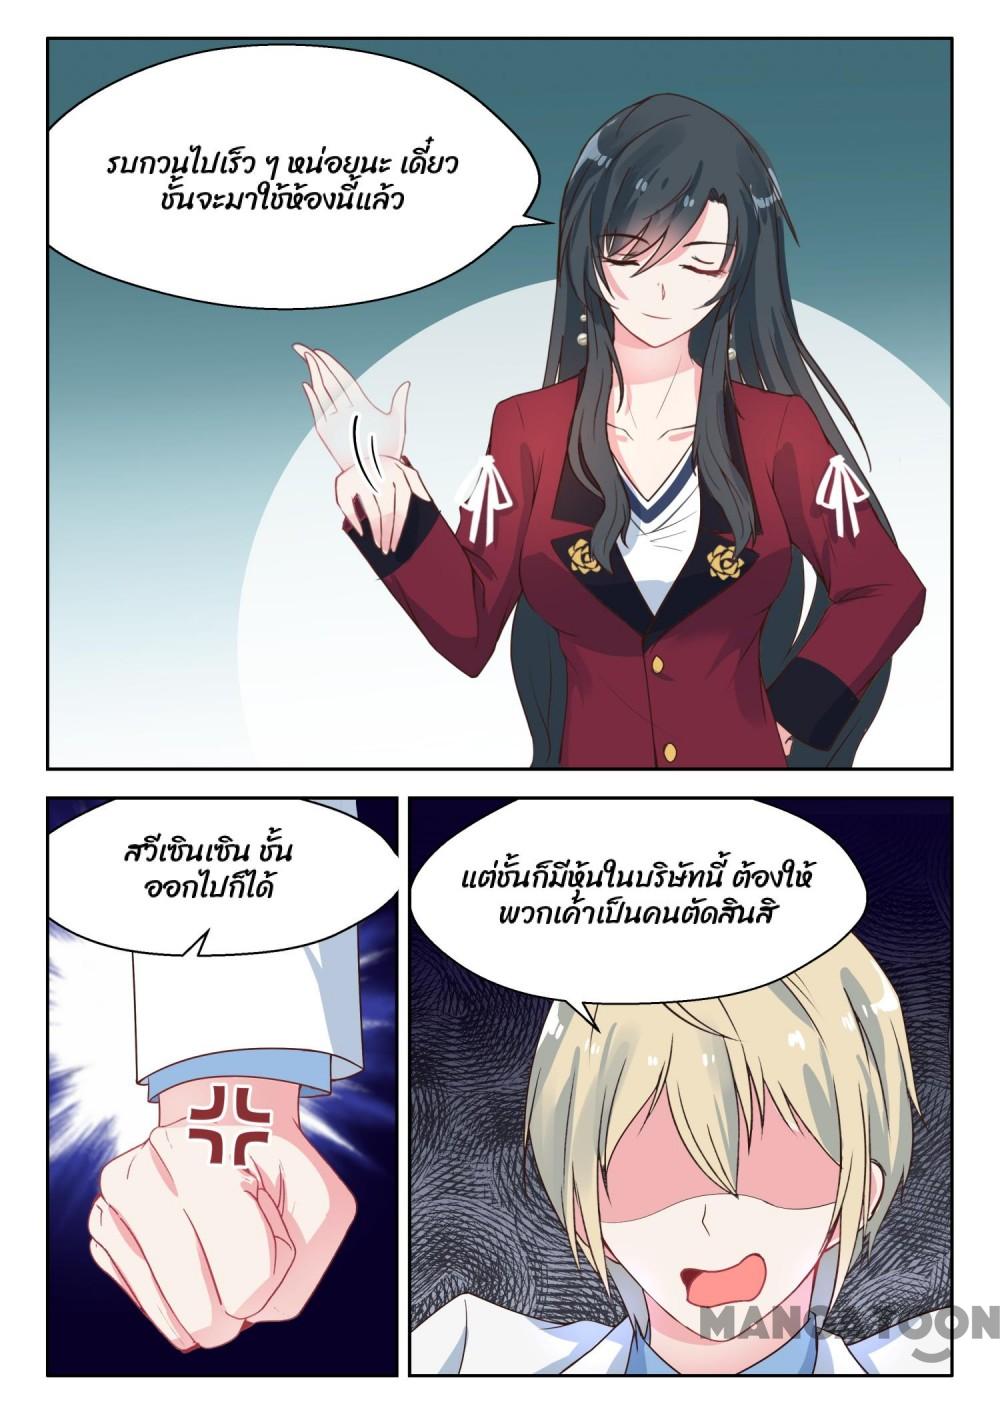 รบกวนไปเร็ว ๆ หน่อยนะ เดี๋ยว
ชั้นจะมาใช้ห้องนี้แล้ว
สวีเซินเซิน ชั้น
ออกไปก็ได้
แต่ชั้นก็มีหุ้นในบริษัทนี้ ต้องให้
พวกเค้าเป็นคนตัดสินสิ
MANGATOON